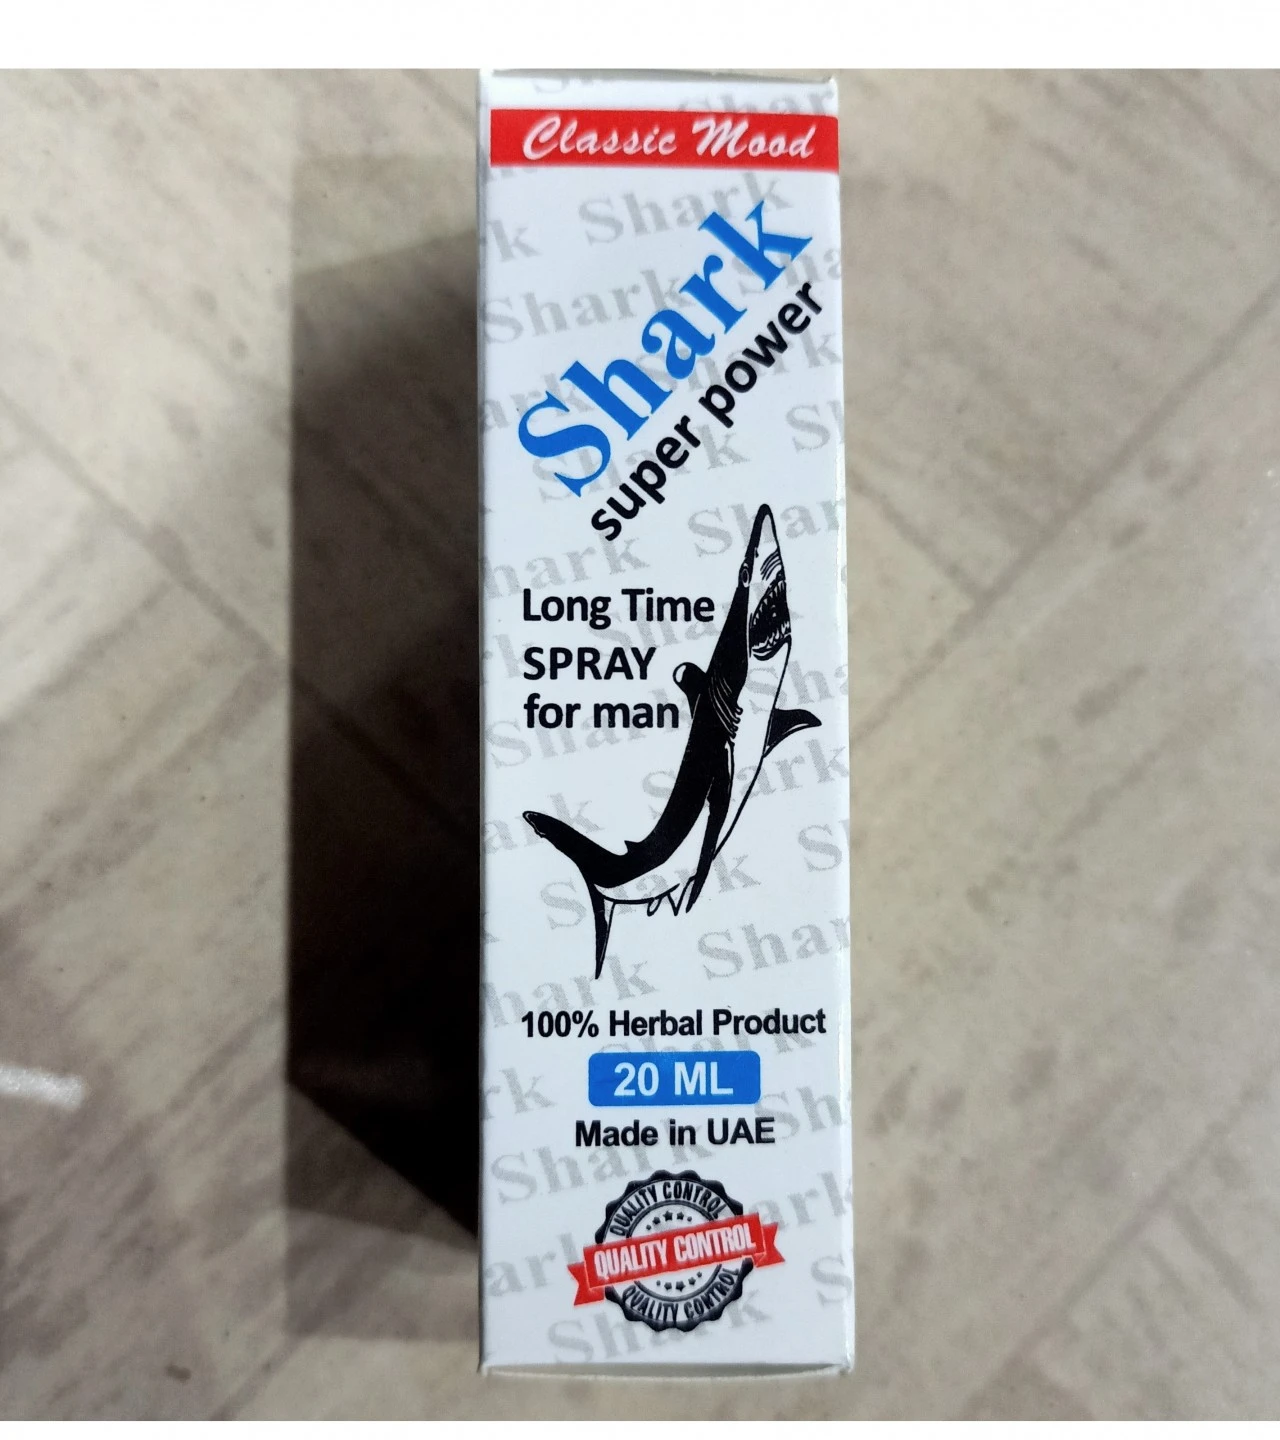 Classic Mood
Shark
super power
Long Time
SPRAY
for man
100% Herbal Product
20 ML
Made in UAE
QUALITY CONTROL
QUALITY CONTROL
QUALITY CONTROL